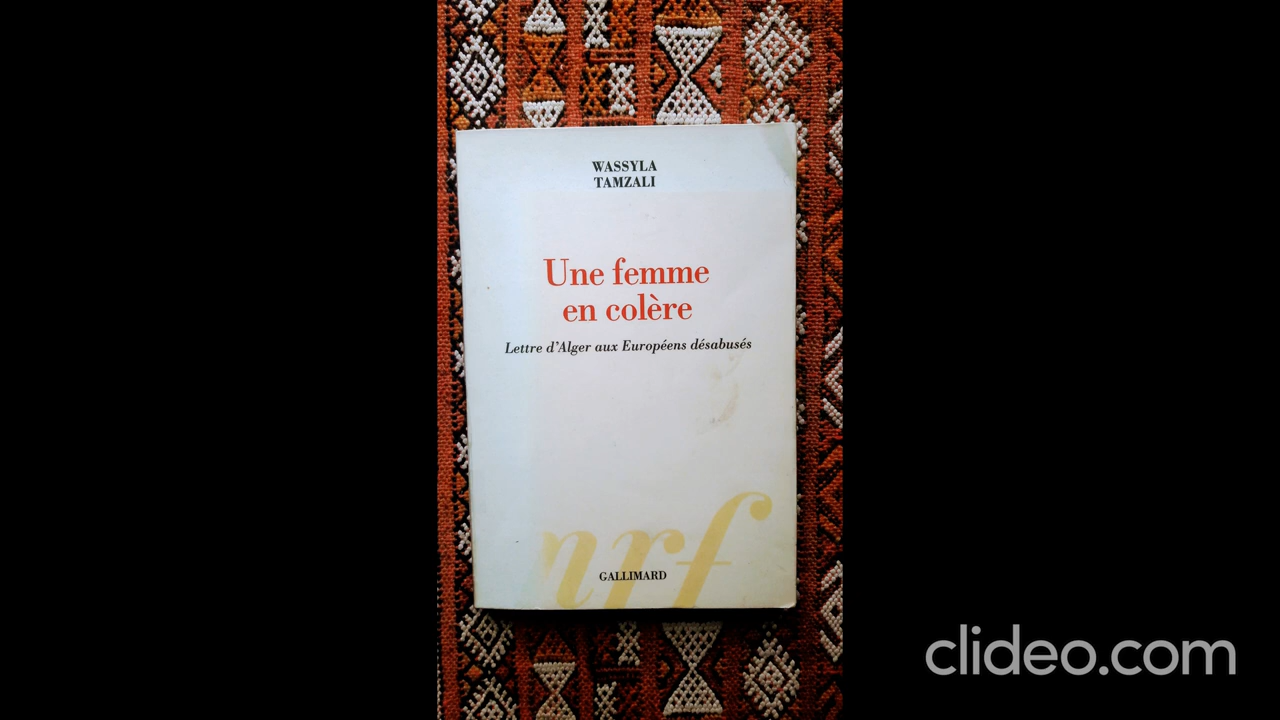 WASSYLA
TAMZALI
Une femme
en colère
Lettre d'Alger aux Européens désabusés
nrf
GALLIMARD
clideo.com